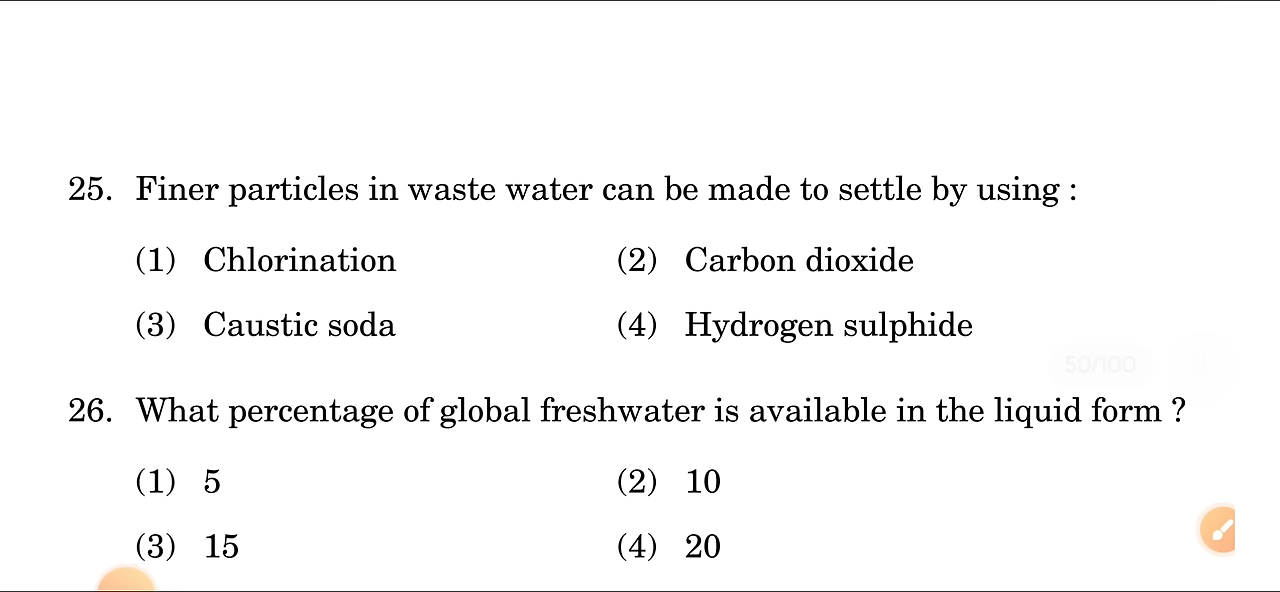 25. Finer particles in waste water can be made to settle by using :
(1) Chlorination (2) Carbon dioxide
(3) Caustic soda (4) Hydrogen sulphide
50/100
26. What percentage of global freshwater is available in the liquid form ?
(1) 5 (2) 10
(3) 15 (4) 20